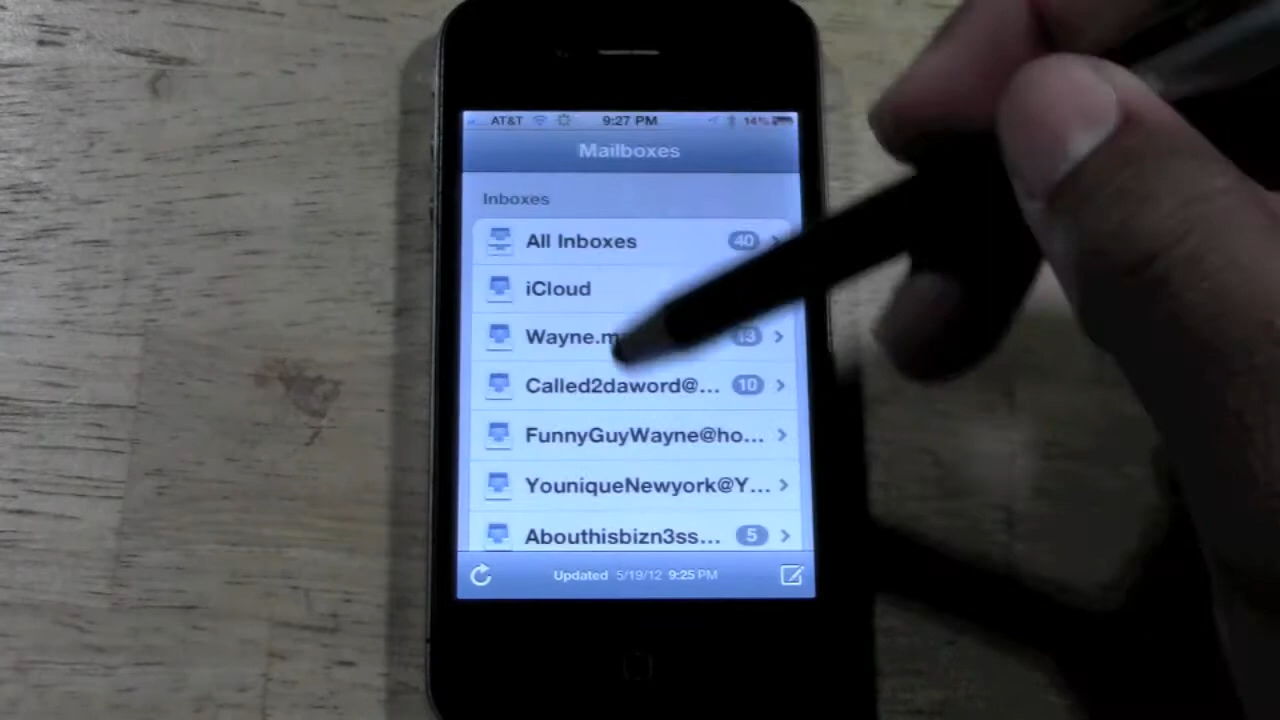 AT&T 9:27 PM 14%
Mailboxes
Inboxes
All Inboxes 40
iCloud
Wayne.m 13
Called2daword@... 10
FunnyGuyWayne@ho...
YouniqueNewyork@Y...
Abouthisbizn3ss... 5
Updated 5/19/12 9:25 PM